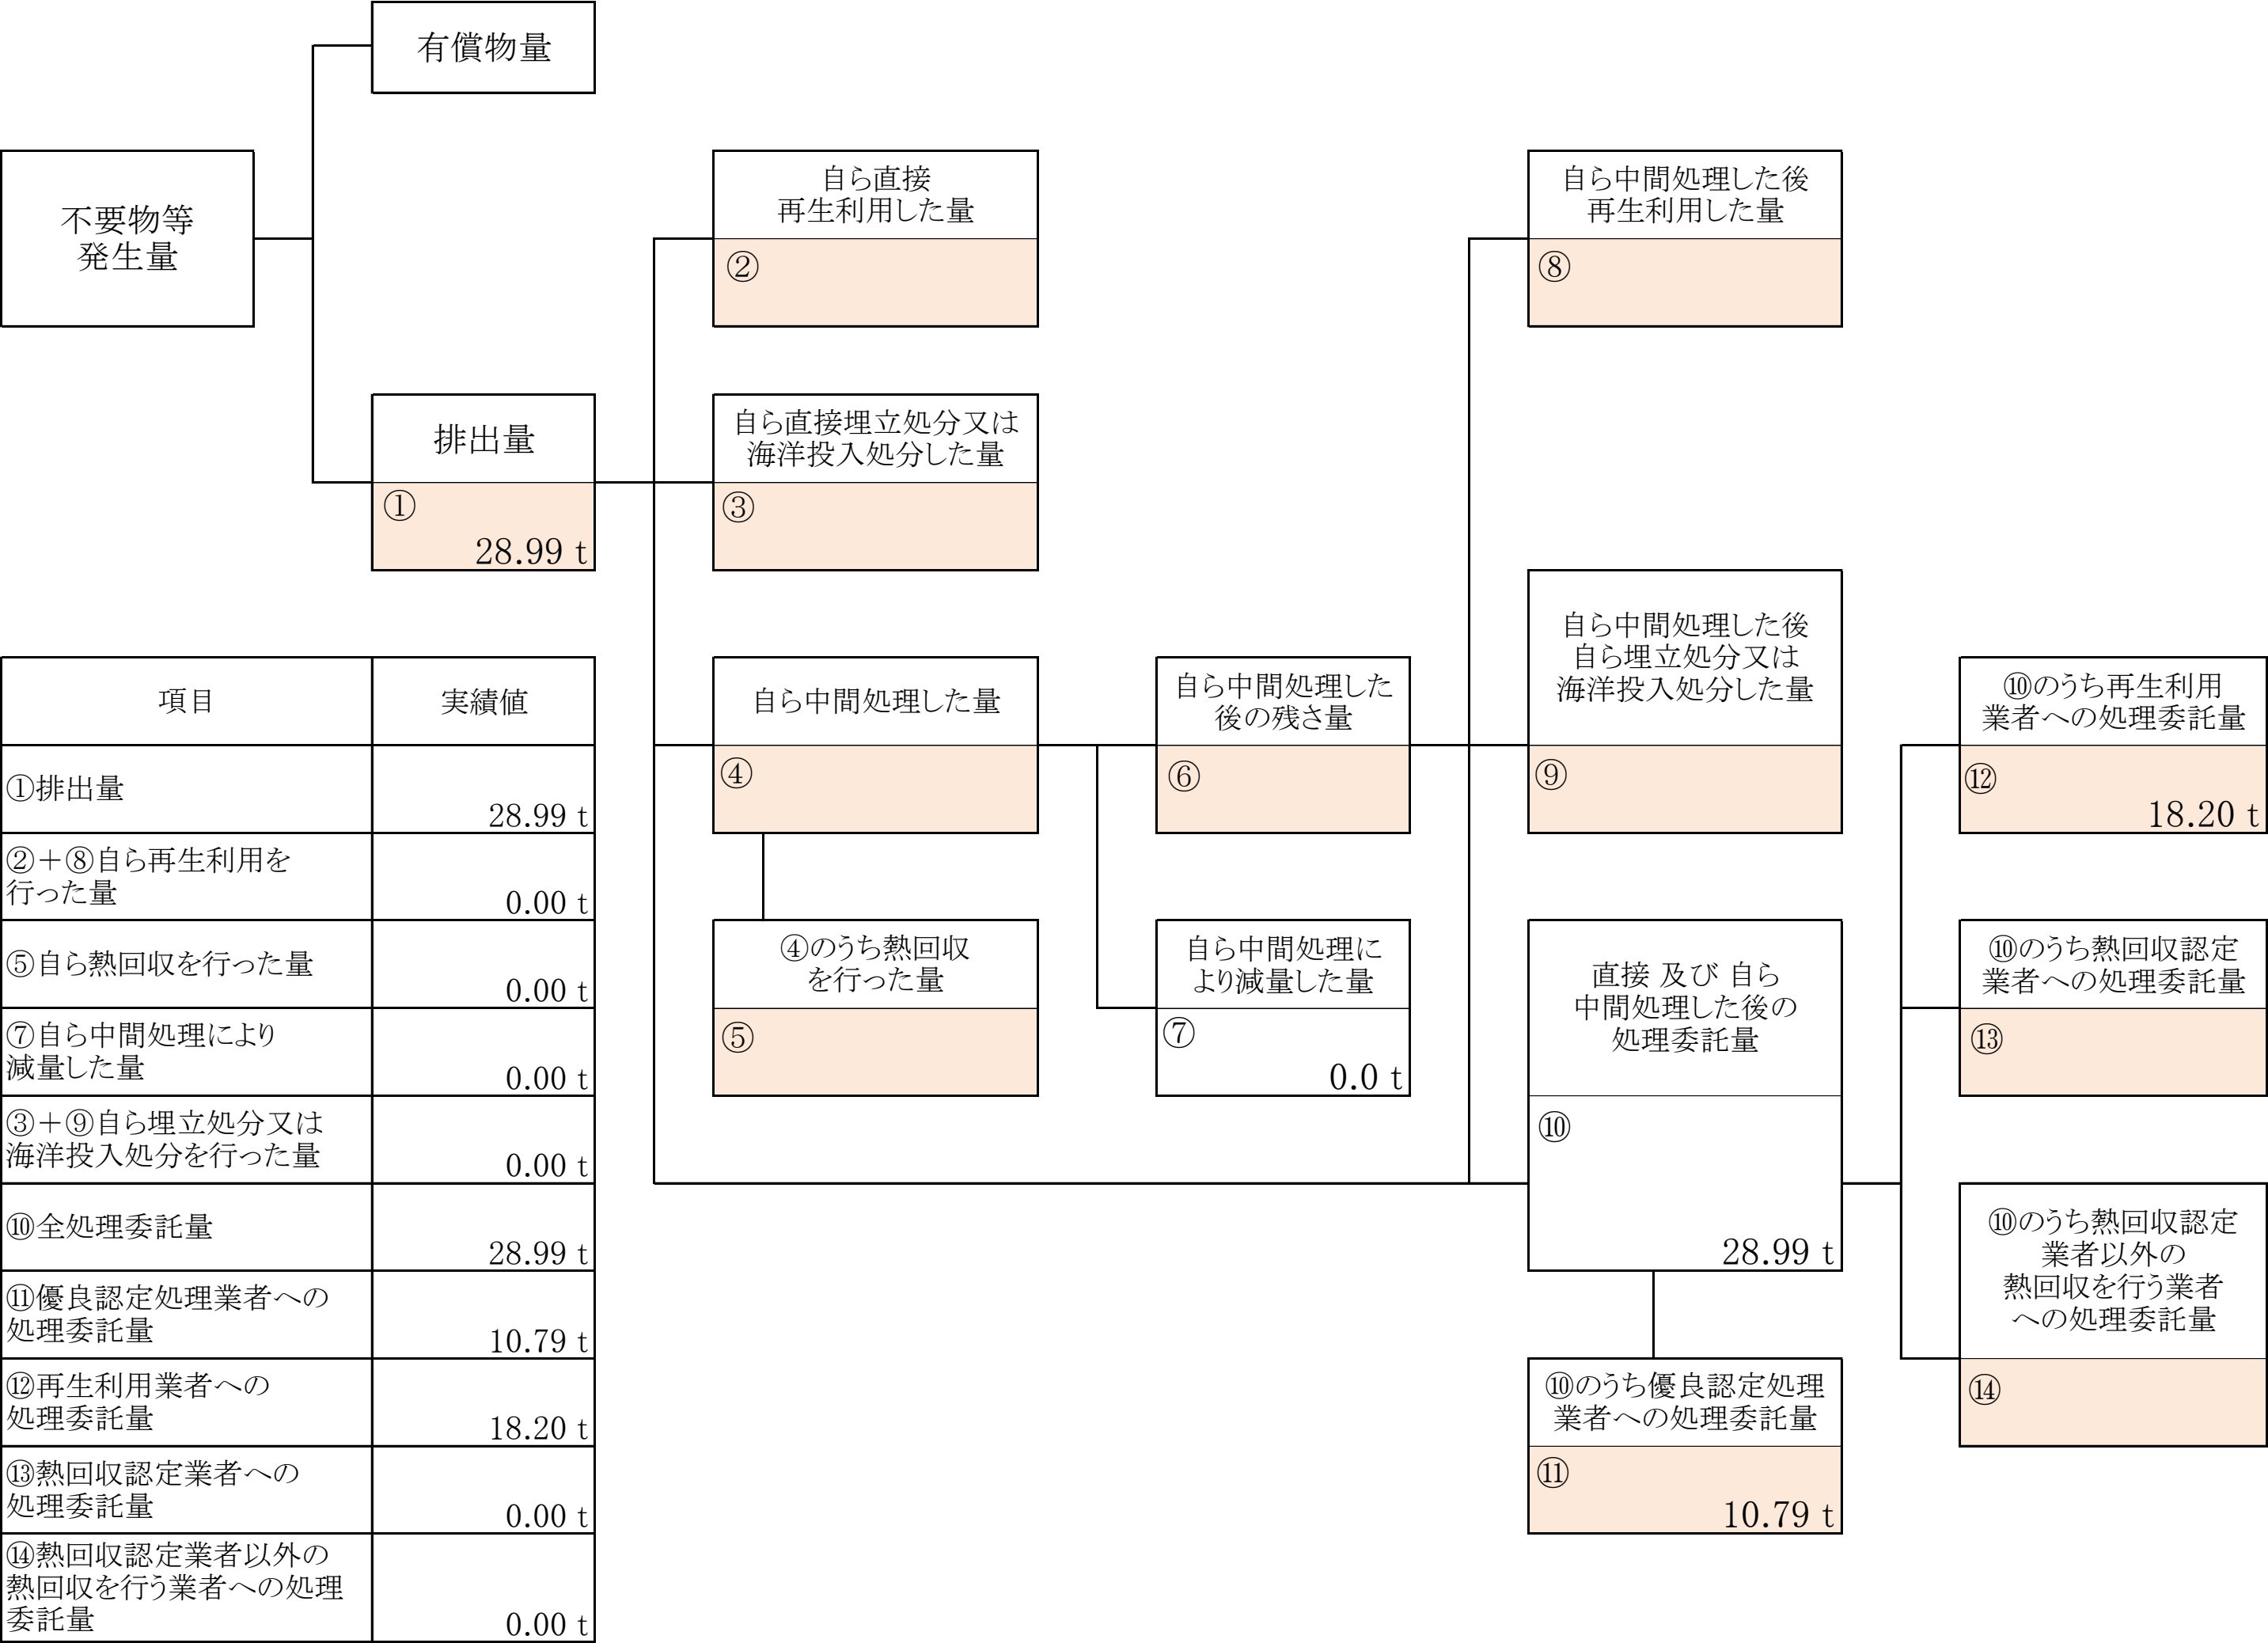 有償物量
不要物等
発生量
自ら直接
再生利用した量
②
自ら中間処理した後
再生利用した量
⑧
排出量
①
28.99 t
自ら直接埋立処分又は
海洋投入処分した量
③
自ら中間処理した量
④
自ら中間処理した
後の残さ量
⑥
自ら中間処理した後
自ら埋立処分又は
海洋投入処分した量
⑨
⑩のうち再生利用
業者への処理委託量
⑫
18.20 t
④のうち熱回収
を行った量
⑤
自ら中間処理に
より減量した量
⑦
0.0 t
直接 及び 自ら
中間処理した後の
処理委託量
⑩
28.99 t
⑩のうち熱回収認定
業者への処理委託量
⑬
⑩のうち熱回収認定
業者以外の
熱回収を行う業者
への処理委託量
⑭
⑩のうち優良認定処理
業者への処理委託量
⑪
10.79 t
項目
実績値
①排出量
28.99 t
②＋⑧自ら再生利用を
行った量
0.00 t
⑤自ら熱回収を行った量
0.00 t
⑦自ら中間処理により
減量した量
0.00 t
③＋⑨自ら埋立処分又は
海洋投入処分を行った量
0.00 t
⑩全処理委託量
28.99 t
⑪優良認定処理業者への
処理委託量
10.79 t
⑫再生利用業者への
処理委託量
18.20 t
⑬熱回収認定業者への
処理委託量
0.00 t
⑭熱回収認定業者以外の
熱回収を行う業者への処理
委託量
0.00 t